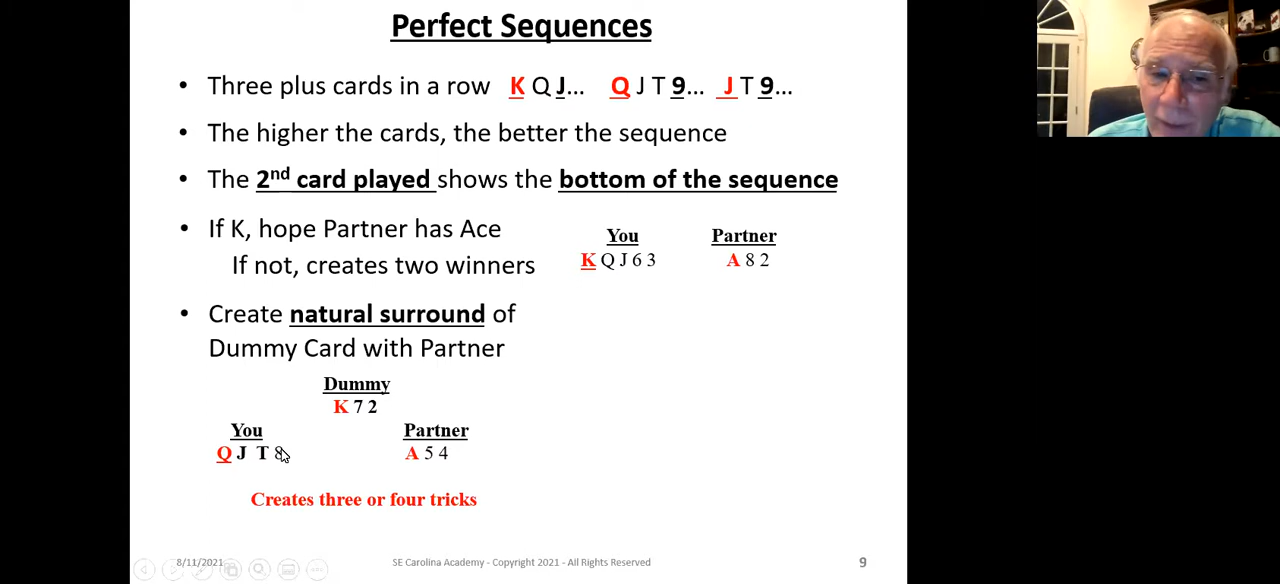 Perfect Sequences
• Three plus cards in a row K Q J... Q J T 9... J T 9...
• The higher the cards, the better the sequence
• The 2nd card played shows the bottom of the sequence
• If K, hope Partner has Ace
If not, creates two winners
You Partner
K Q J 6 3 A 8 2
• Create natural surround of
Dummy Card with Partner
Dummy
K 7 2
You Partner
Q J T 8 A 5 4
Creates three or four tricks
8/11/2021 SE Carolina Academy - Copyright 2021 - All Rights Reserved 9